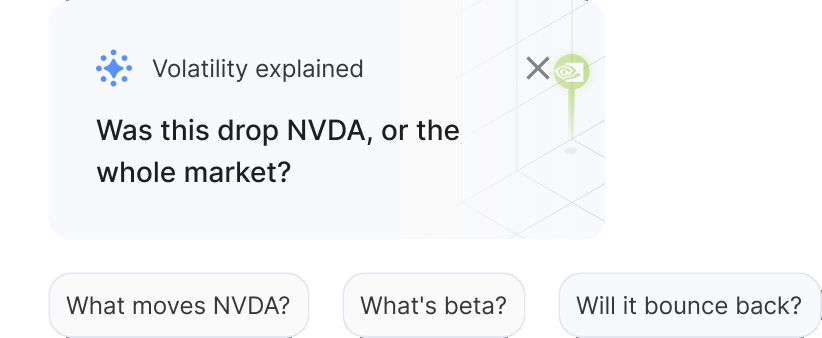 Volatility explained
Was this drop NVDA, or the
whole market?
What moves NVDA?
What's beta?
Will it bounce back?